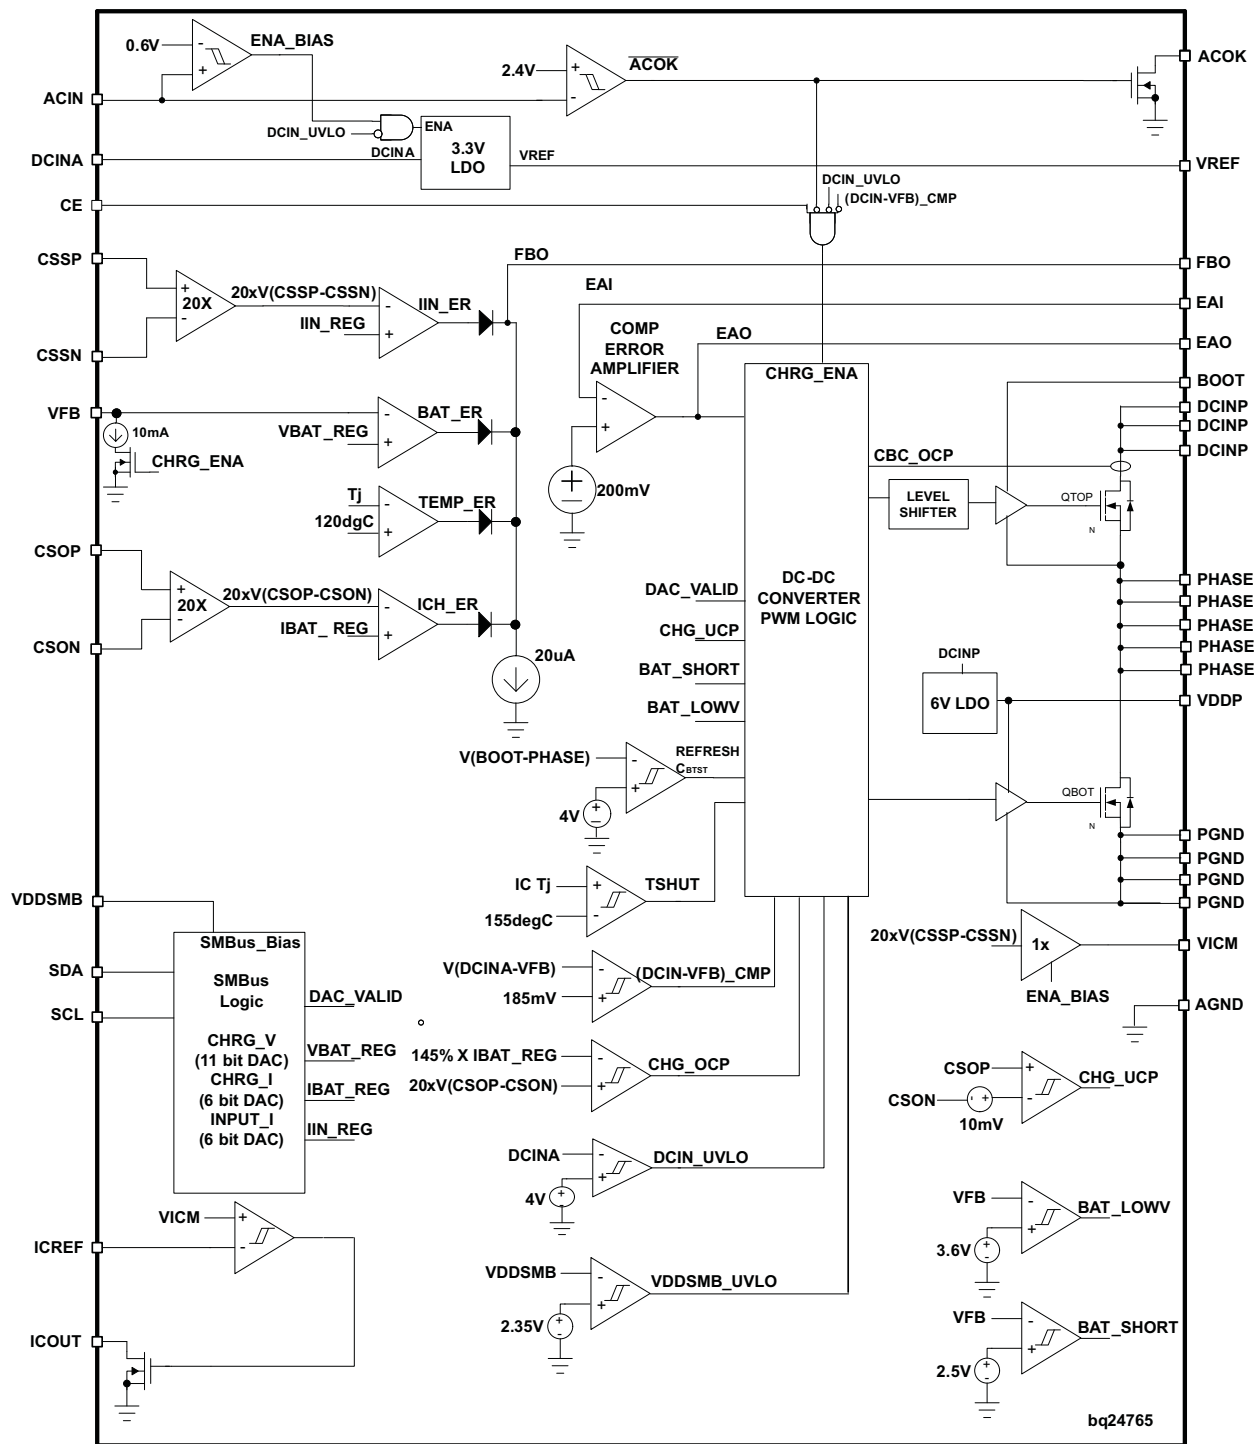 0.6V
ENA_BIAS
2.4V
ACOK
ACOK
ACIN
DCIN_UVLO
ENA
3.3V
LDO
DCINA
DCINA
VREF
VREF
CE
DCIN_UVLO
(DCIN-VFB)_CMP
CSSP
20X
20xV(CSSP-CSSN)
IIN_ER
IIN_REG
CSSN
FBO
FBO
EAI
EAI
COMP
ERROR
AMPLIFIER
EAO
EAO
200mV
CHRG_ENA
BOOT
DCINP
DCINP
DCINP
VFB
10mA
CHRG_ENA
BAT_ER
VBAT_REG
Tj
TEMP_ER
120dgC
CBC_OCP
LEVEL
SHIFTER
QTOP
N
CSOP
20X
20xV(CSOP-CSON)
ICH_ER
IBAT_ REG
CSON
20uA
DC-DC
CONVERTER
PWM LOGIC
DAC_VALID
CHG_UCP
BAT_SHORT
BAT_LOWV
PHASE
PHASE
PHASE
PHASE
PHASE
DCINP
6V LDO
VDDP
V(BOOT-PHASE)
REFRESH
CBTST
4V
QBOT
N
PGND
PGND
PGND
PGND
IC Tj
TSHUT
155degC
VDDSMB
SMBus_Bias
SDA
SMBus
Logic
DAC_VALID
SCL
CHRG_V
(11 bit DAC)
VBAT_REG
CHRG_I
(6 bit DAC)
IBAT_REG
INPUT_I
(6 bit DAC)
IIN_REG
20xV(CSSP-CSSN)
1x
VICM
ENA_BIAS
AGND
V(DCINA-VFB)
(DCIN-VFB)_CMP
185mV
145% X IBAT_REG
CHG_OCP
20xV(CSOP-CSON)
CSOP
CHG_UCP
CSON
10mV
DCINA
DCIN_UVLO
4V
VICM
ICREF
VFB
BAT_LOWV
3.6V
VDDSMB
VDDSMB_UVLO
2.35V
ICOUT
VFB
BAT_SHORT
2.5V
bq24765